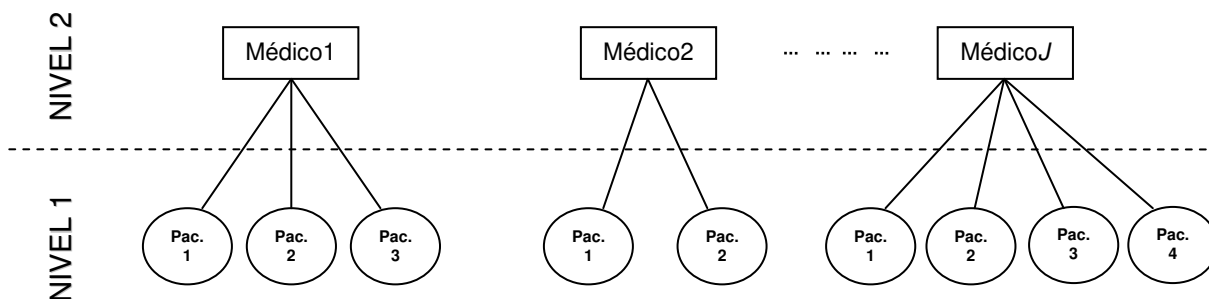 NIVEL 2
Médico1
Médico2
... ... ... ...
MédicoJ
NIVEL 1
Pac.
1
Pac.
2
Pac.
3
Pac.
1
Pac.
2
Pac.
1
Pac.
2
Pac.
3
Pac.
4